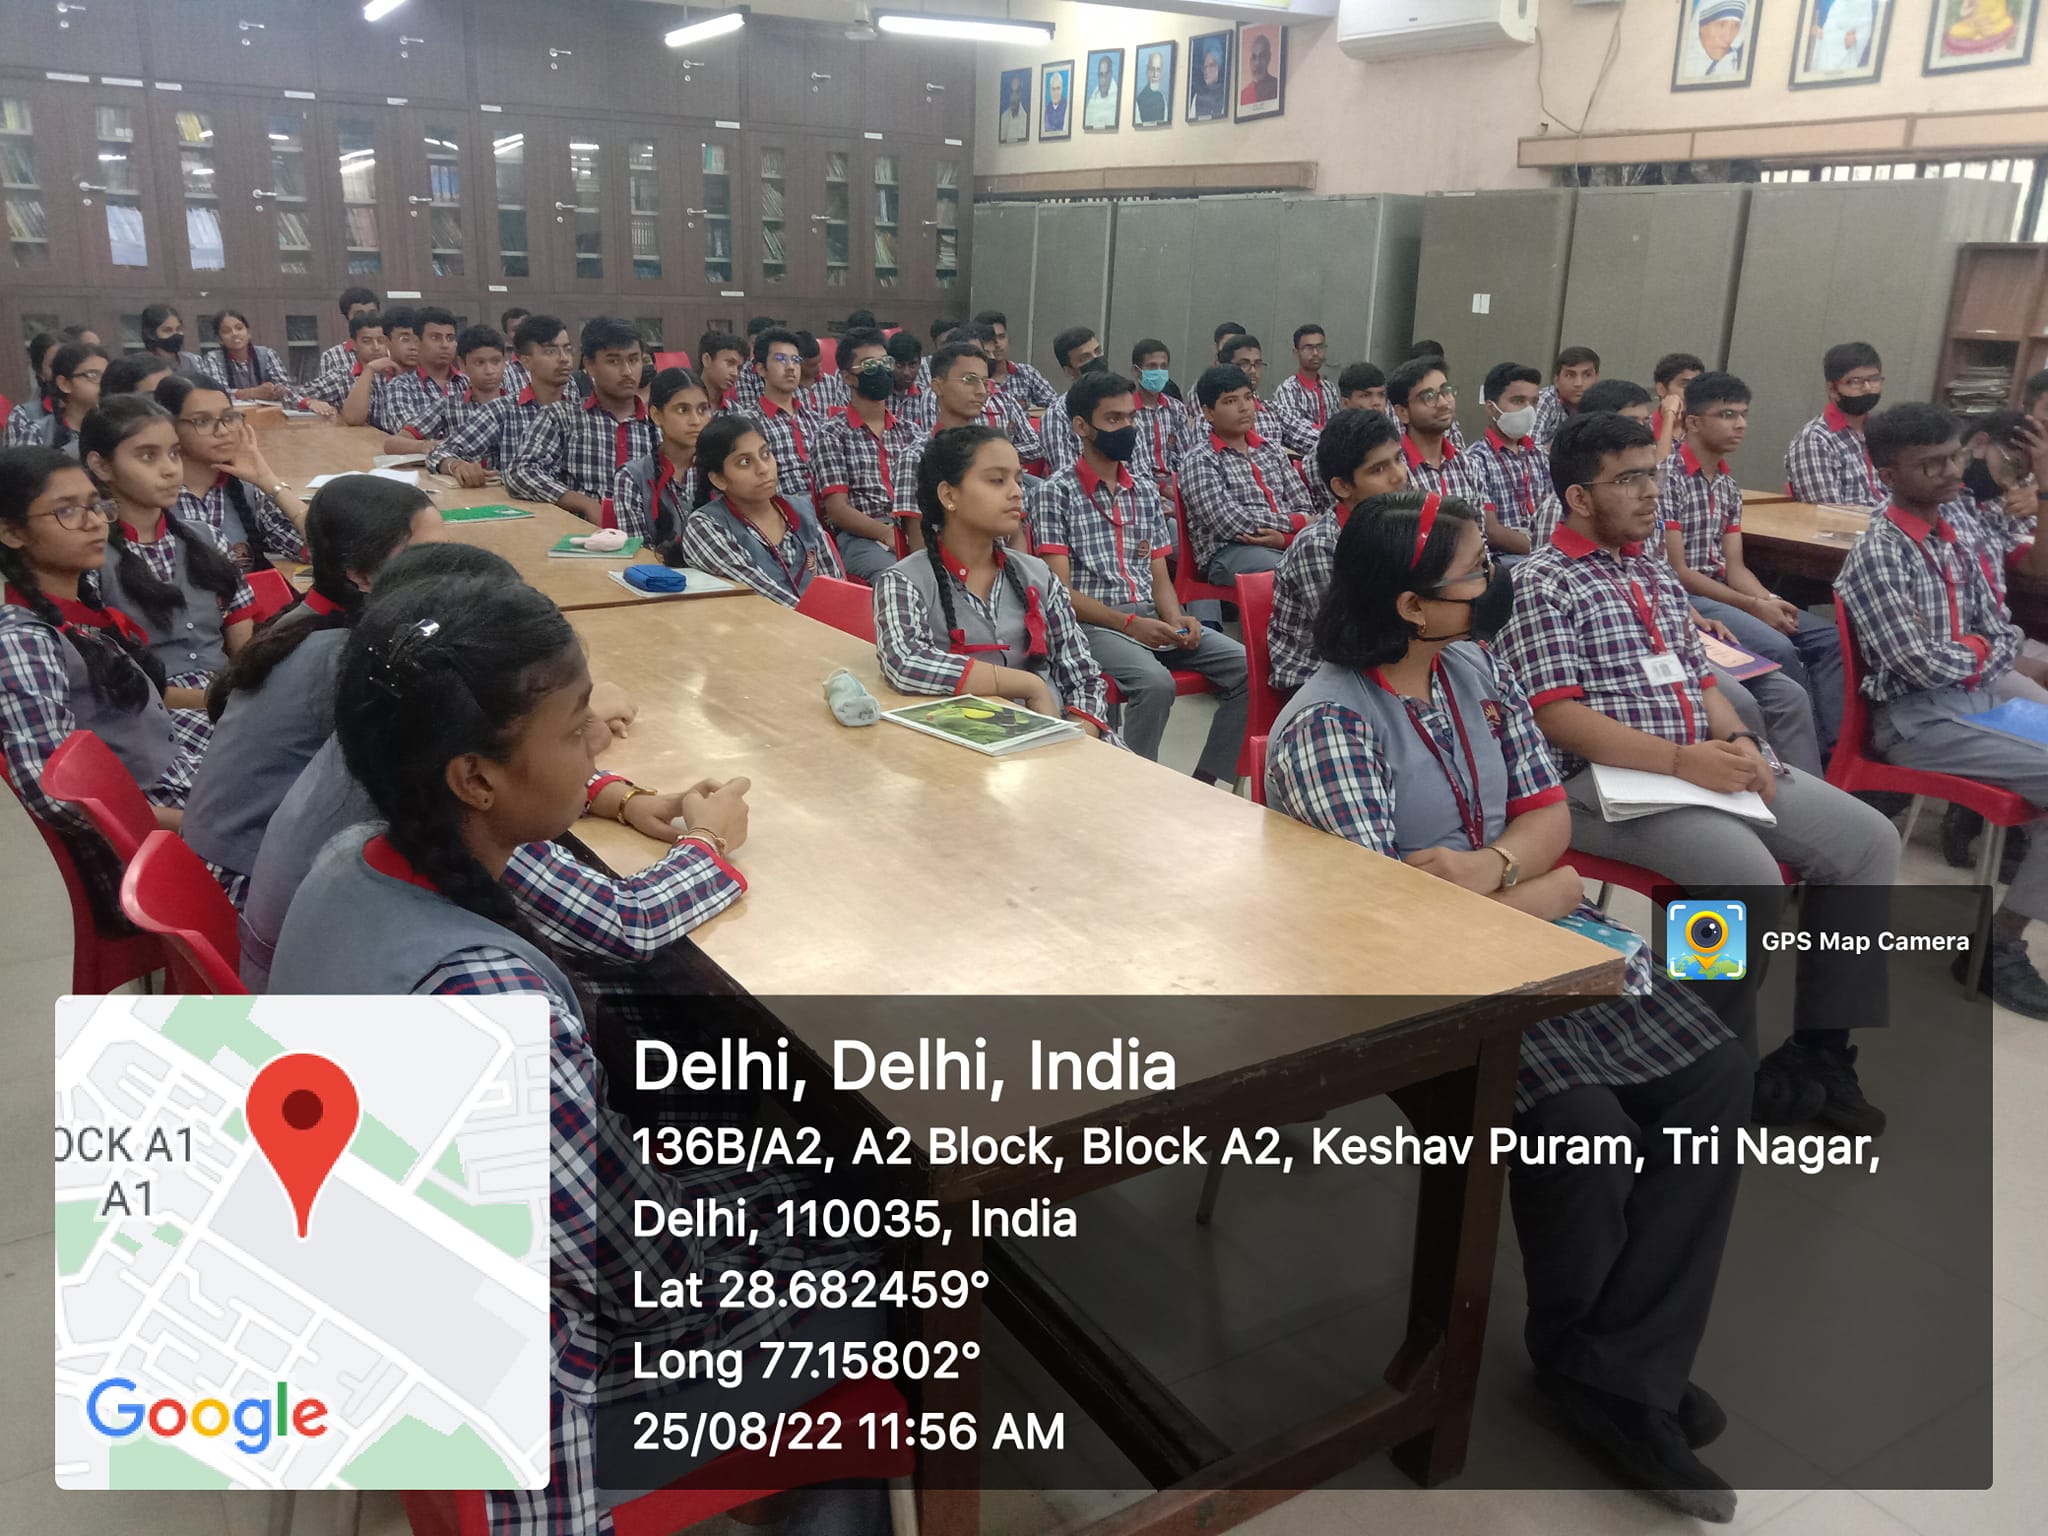 GPS Map Camera
Delhi, Delhi, India
136B/A2, A2 Block, Block A2, Keshav Puram, Tri Nagar,
Delhi, 110035, India
Lat 28.682459°
Long 77.15802°
25/08/22 11:56 AM
OCK A1
A1
Google